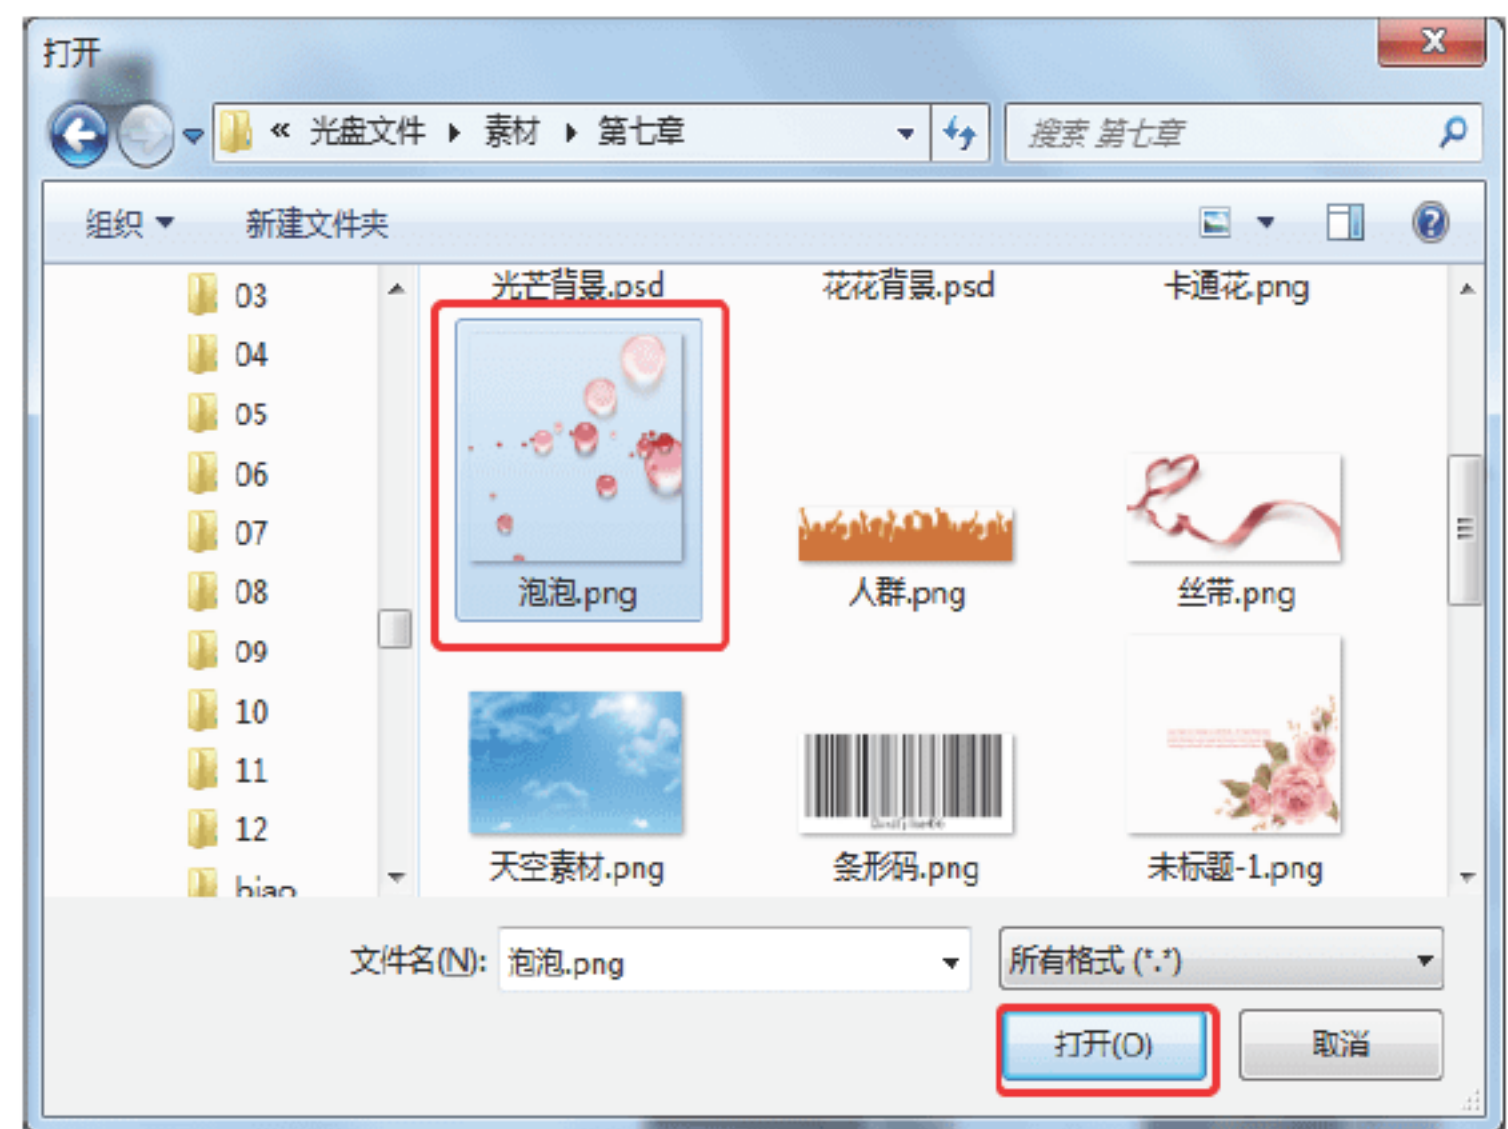 打开
« 光盘文件 ▸ 素材 ▸ 第七章
搜索 第七章
组织 ▾ 新建文件夹
03
04
05
06
07
08
09
10
11
12
biao
光芒背景.psd 花花背景.psd 卡通花.png
泡泡.png 人群.png 丝带.png
天空素材.png 条形码.png 未标题-1.png
文件名(N): 泡泡.png 所有格式 (*.*)
打开(O) 取消